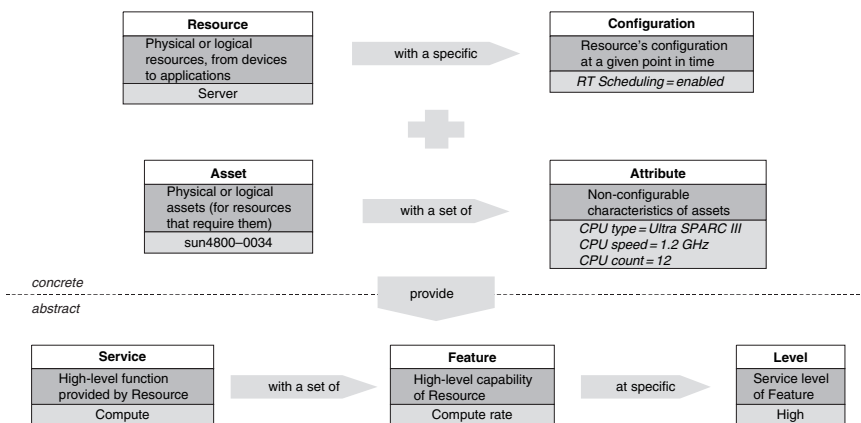 Resource
Physical or logical
resources, from devices
to applications
Server
with a specific
Configuration
Resource's configuration
at a given point in time
RT Scheduling = enabled
Asset
Physical or logical
assets (for resources
that require them)
sun4800–0034
with a set of
Attribute
Non-configurable
characteristics of assets
CPU type = Ultra SPARC III
CPU speed = 1.2 GHz
CPU count = 12
concrete
provide
abstract
Service
High-level function
provided by Resource
Compute
with a set of
Feature
High-level capability
of Resource
Compute rate
at specific
Level
Service level
of Feature
High